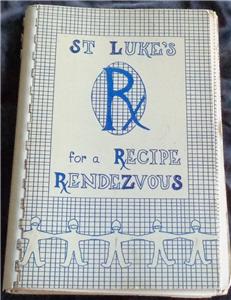 ST LUKE'S
Rx
for a RECIPE
RENDEZVOUS